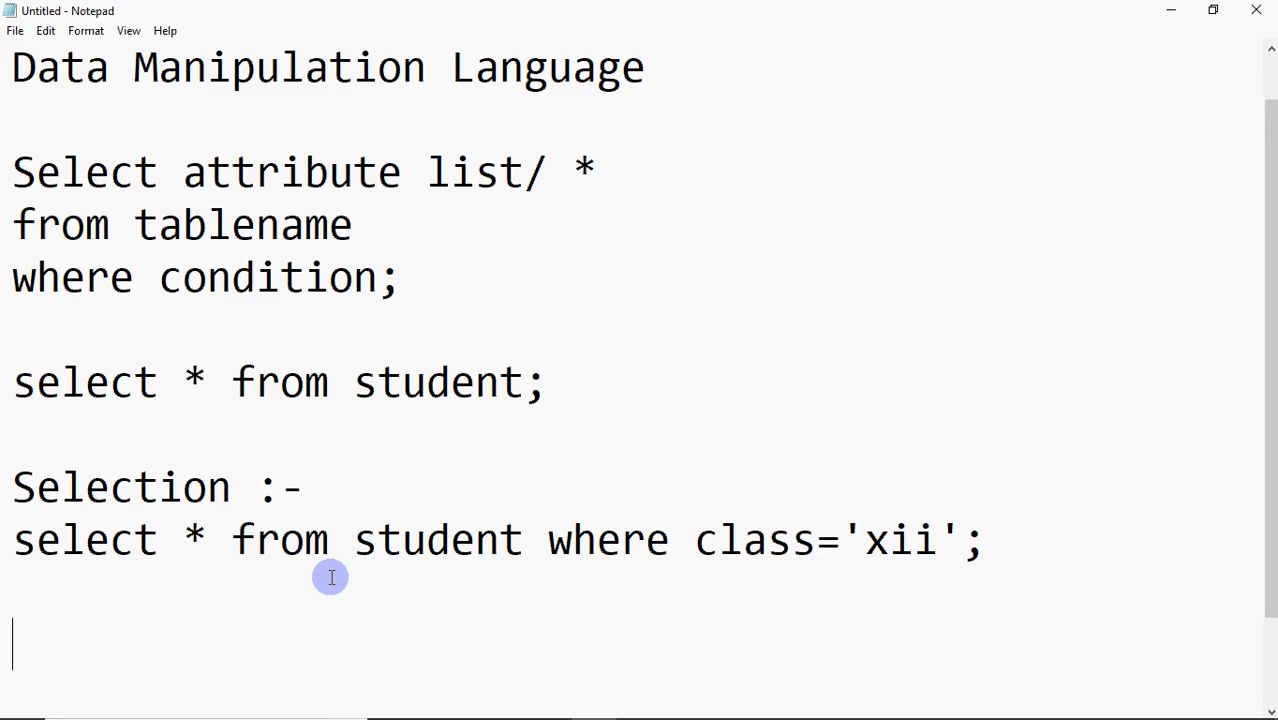 Untitled - Notepad
File Edit Format View Help
Data Manipulation Language
Select attribute list/ *
from tablename
where condition;
select * from student;
Selection :-
select * from student where class='xii';